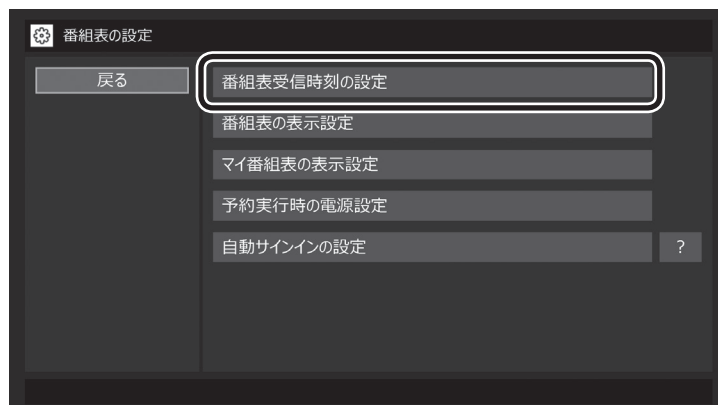 番組表の設定
戻る
番組表受信時刻の設定
番組表の表示設定
マイ番組表の表示設定
予約実行時の電源設定
自動サインインの設定
?